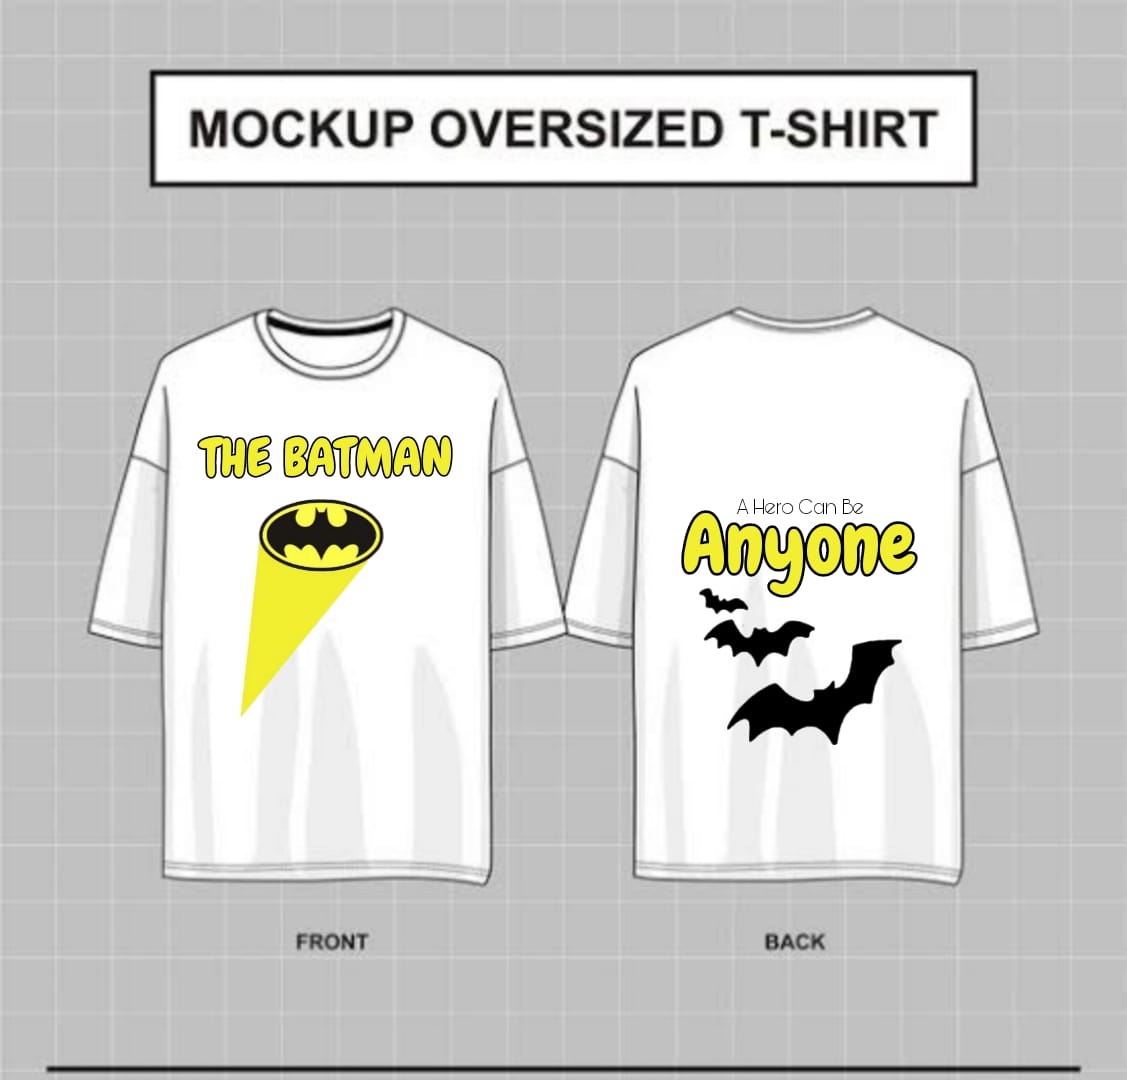 MOCKUP OVERSIZED T-SHIRT
THE BATMAN
A Hero Can Be
Anyone
FRONT
BACK